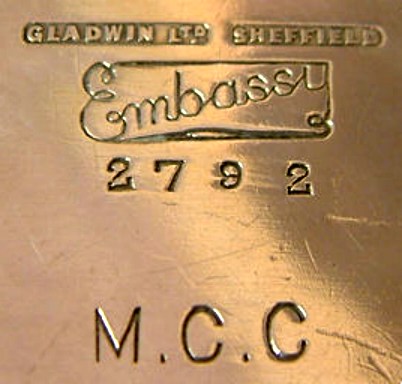 GLADWIN LTD SHEFFIELD
Embassy
2792
M.C.C